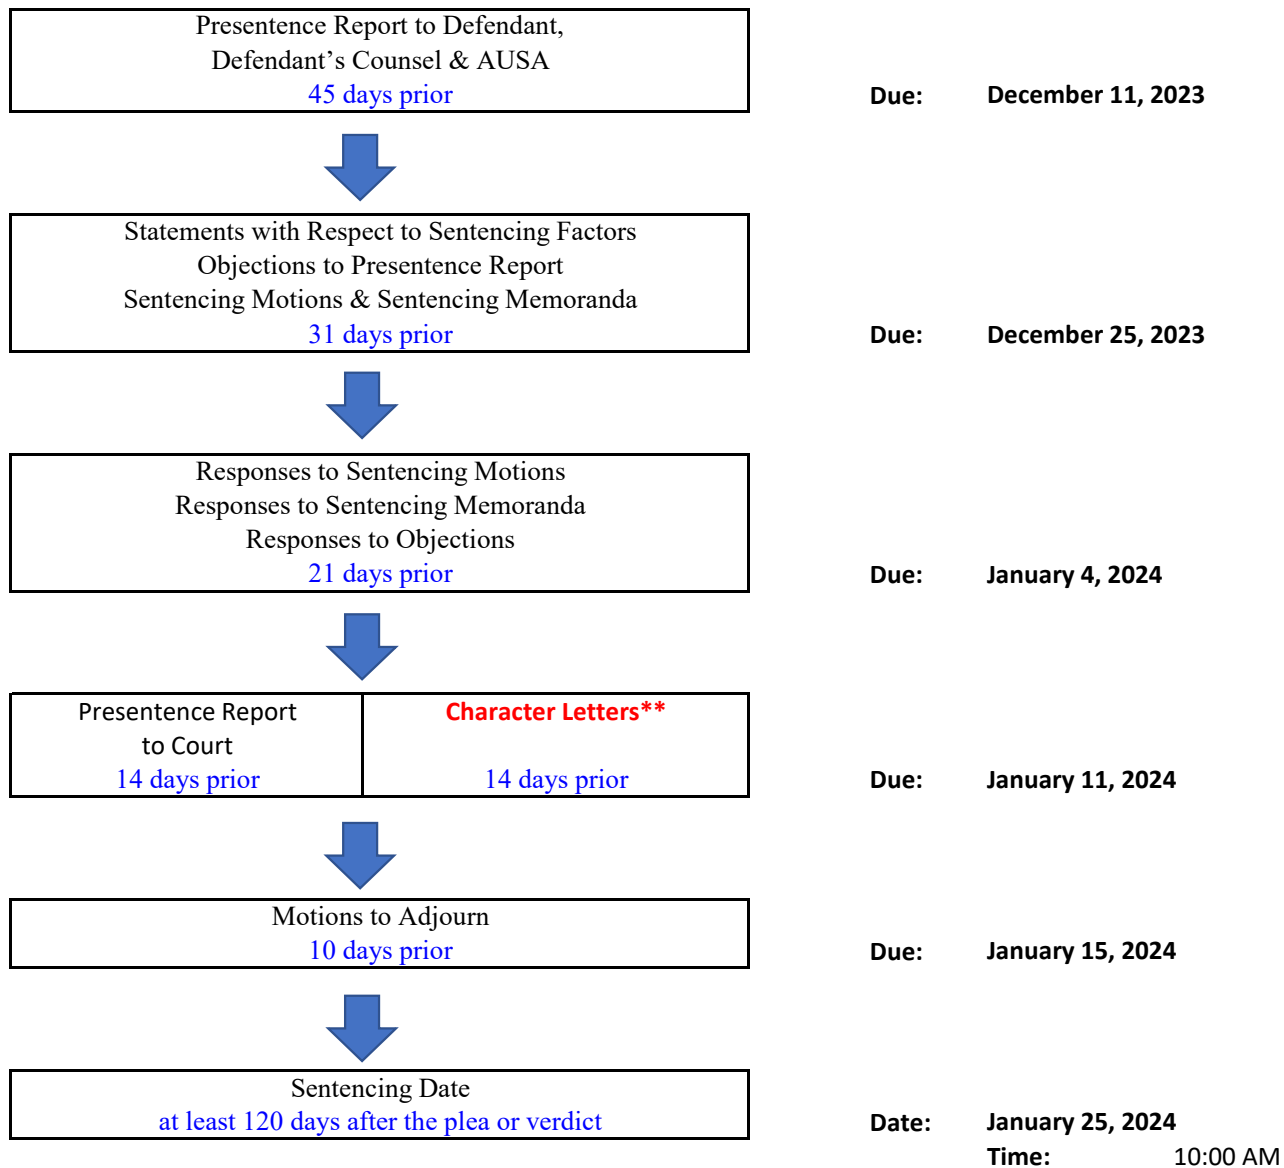 Presentence Report to Defendant,
Defendant's Counsel & AUSA
45 days prior
Due: December 11, 2023
Statements with Respect to Sentencing Factors
Objections to Presentence Report
Sentencing Motions & Sentencing Memoranda
31 days prior
Due: December 25, 2023
Responses to Sentencing Motions
Responses to Sentencing Memoranda
Responses to Objections
21 days prior
Due: January 4, 2024
Presentence Report
to Court
14 days prior
Character Letters**
14 days prior
Due: January 11, 2024
Motions to Adjourn
10 days prior
Due: January 15, 2024
Sentencing Date
at least 120 days after the plea or verdict
Date: January 25, 2024
Time: 10:00 AM